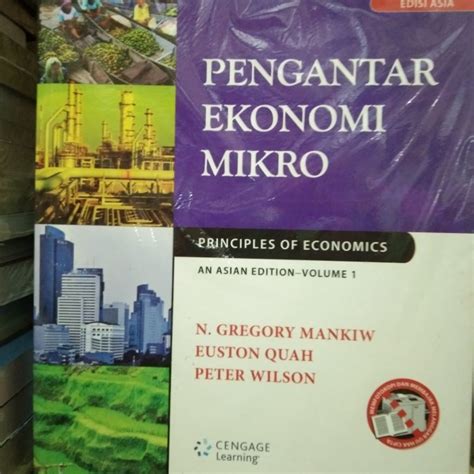 EDISI ASIA
PENGANTAR
EKONOMI
MIKRO
PRINCIPLES OF ECONOMICS
AN ASIAN EDITION–VOLUME 1
N. GREGORY MANKIW
EUSTON QUAH
PETER WILSON
CENGAGE
Learning